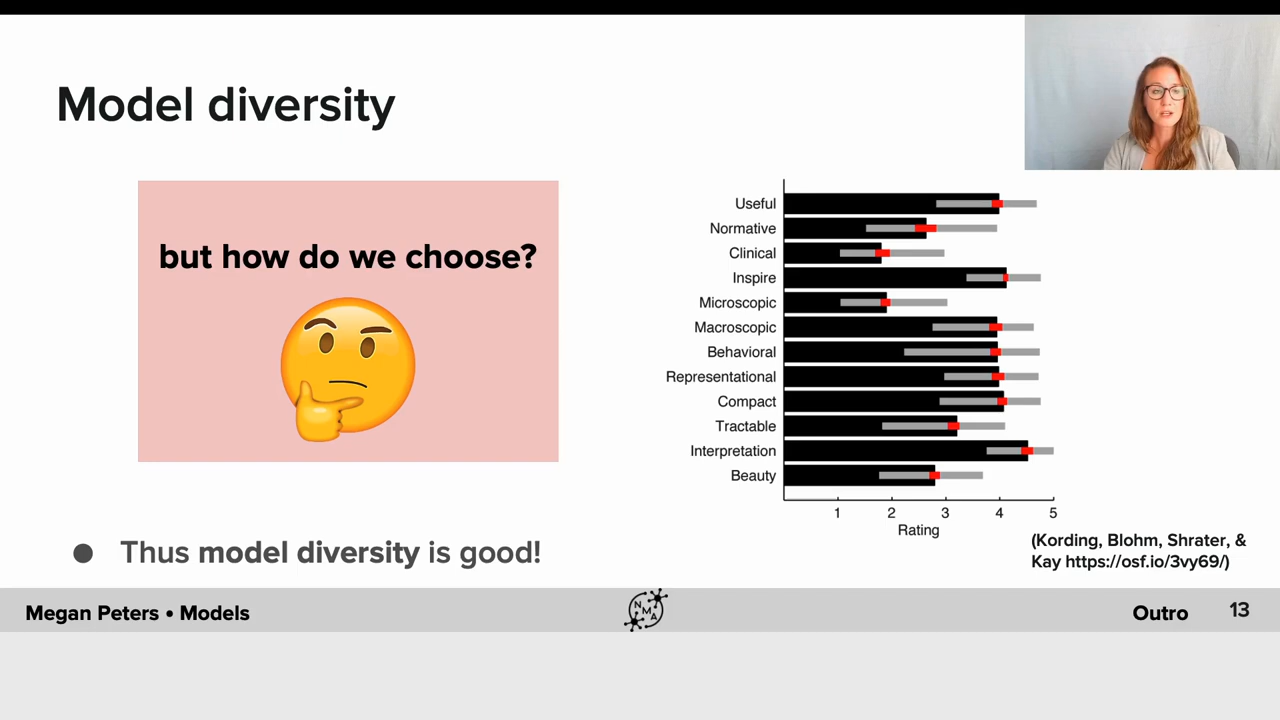 Model diversity
but how do we choose?
Useful
Normative
Clinical
Inspire
Microscopic
Macroscopic
Behavioral
Representational
Compact
Tractable
Interpretation
Beauty
1 2 3 4 5
Rating
(Kording, Blohm, Shrater, &
Kay https://osf.io/3vy69/)
● Thus model diversity is good!
Megan Peters • Models
NMA
Outro 13